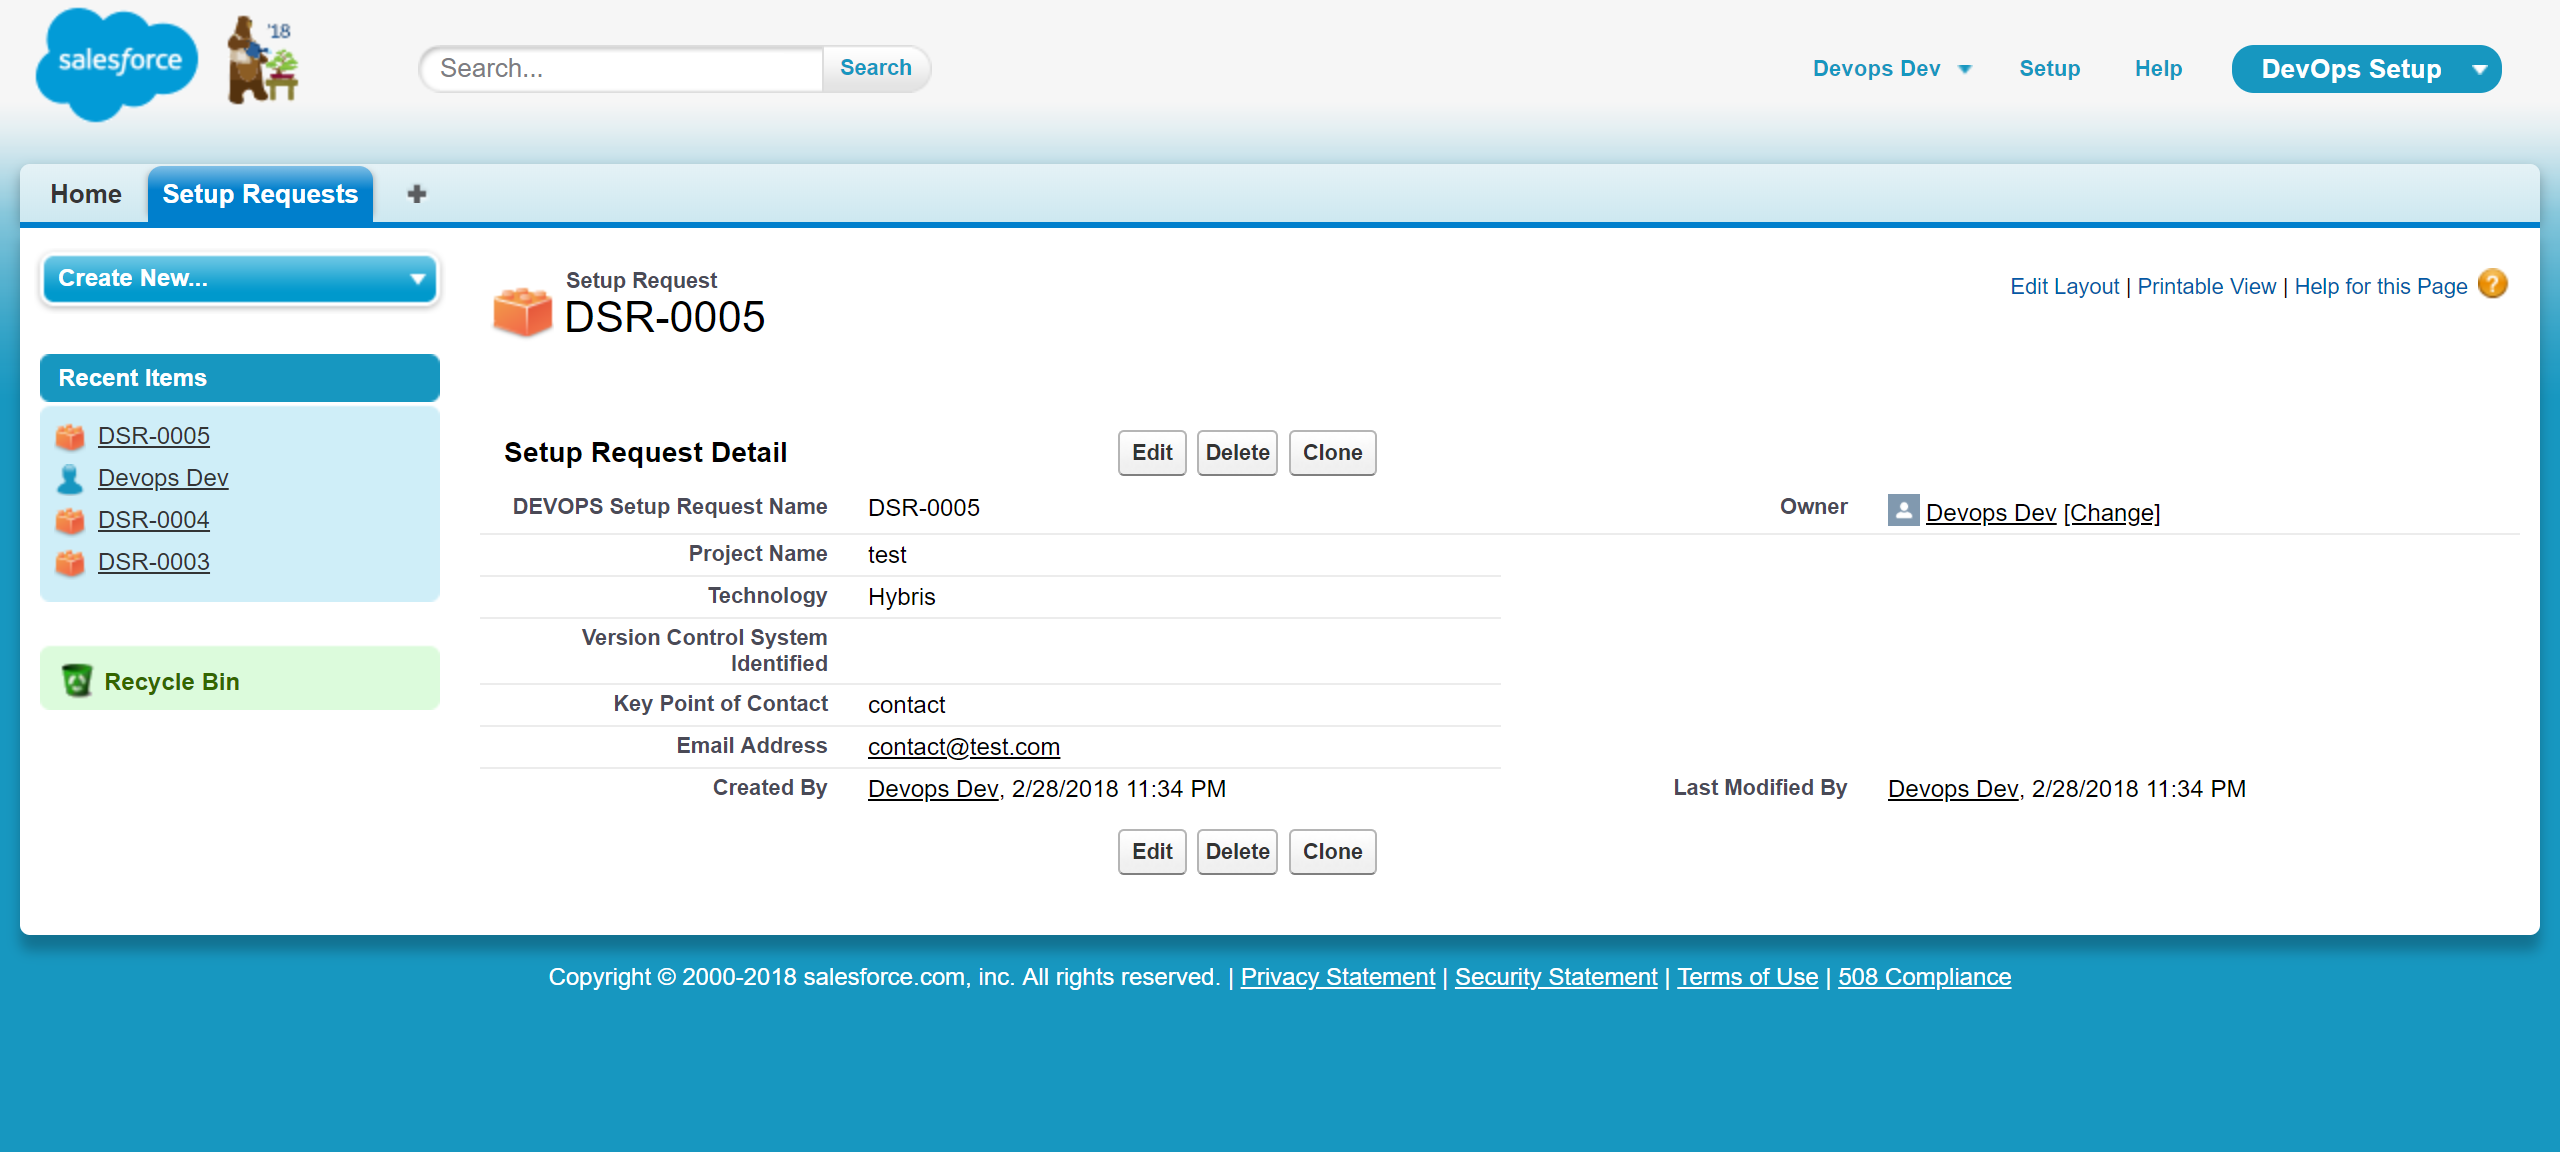 salesforce
'18
Search...
Search
Devops Dev
Setup
Help
DevOps Setup
Home
Setup Requests
Create New...
Recent Items
DSR-0005
Devops Dev
DSR-0004
DSR-0003
Recycle Bin
Setup Request
DSR-0005
Edit Layout | Printable View | Help for this Page ?
Setup Request Detail
Edit
Delete
Clone
DEVOPS Setup Request Name DSR-0005
Owner Devops Dev [Change]
Project Name test
Technology Hybris
Version Control System
Identified
Key Point of Contact contact
Email Address contact@test.com
Created By Devops Dev, 2/28/2018 11:34 PM
Last Modified By Devops Dev, 2/28/2018 11:34 PM
Edit
Delete
Clone
Copyright © 2000-2018 salesforce.com, inc. All rights reserved. | Privacy Statement | Security Statement | Terms of Use | 508 Compliance